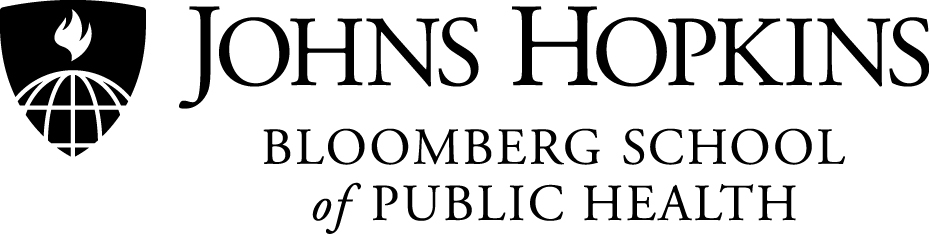 JOHNS HOPKINS
BLOOMBERG SCHOOL
of PUBLIC HEALTH